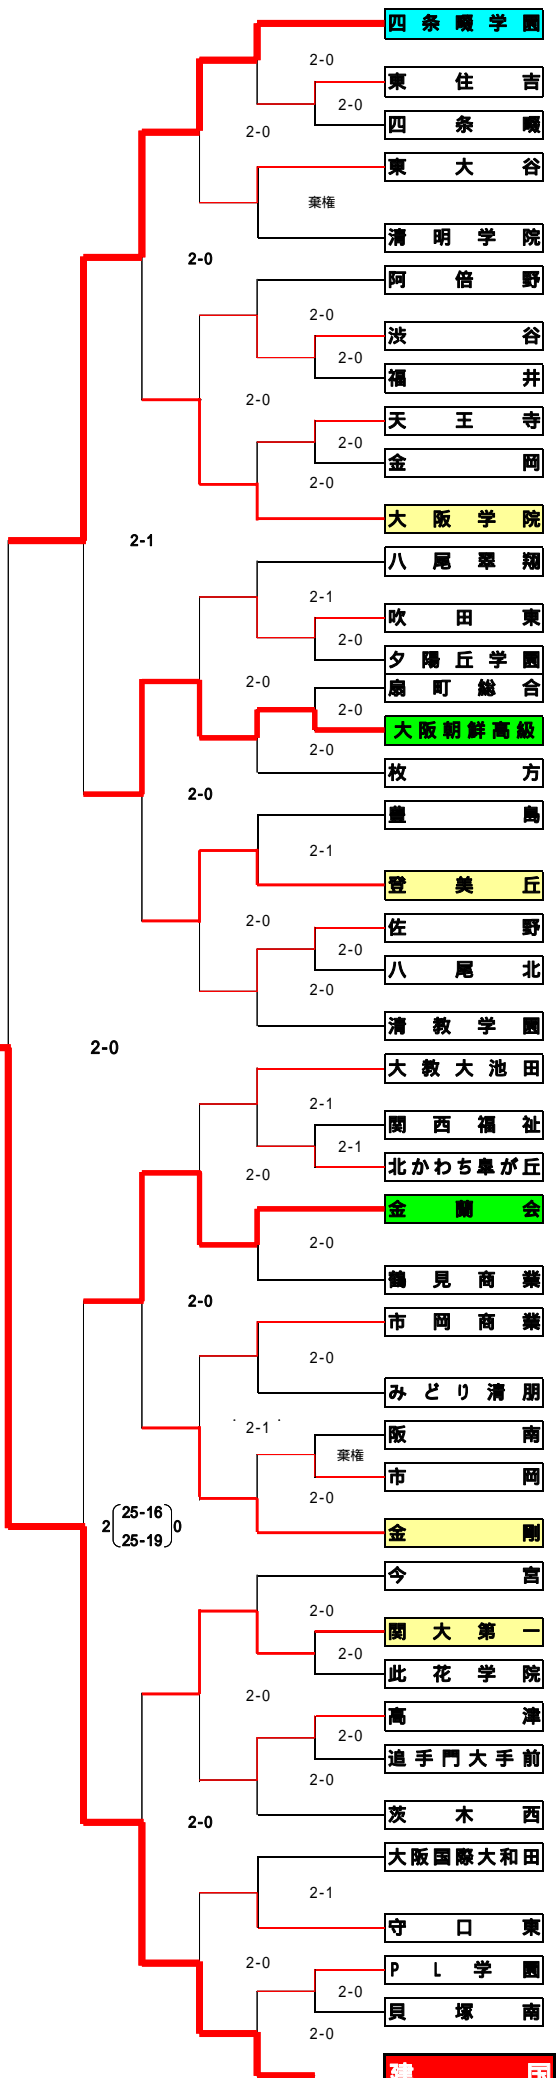 四条畷学園
2-0
東住吉
2-0
四条畷
2-0
東大谷
棄権
清明学院
2-0
阿倍野
2-0
渋谷
2-0
福井
2-0
天王寺
2-0
金岡
2-0
大阪学院
2-1
八尾翠翔
2-1
吹田東
2-0
夕陽丘学園
2-0
扇町総合
2-0
大阪朝鮮高級
2-0
枚方
2-0
豊島
2-1
登美丘
2-0
佐野
2-0
八尾北
2-0
清教学園
2-0
大教大池田
2-1
関西福祉
2-1
北かわち皐が丘
2-0
金蘭会
2-0
鶴見商業
2-0
市岡商業
2-0
みどり清朋
2-1
阪南
棄権
市岡
2-0
2 25-16 0
25-19
金剛
今宮
2-0
関大第一
2-0
此花学院
2-0
高津
2-0
追手門大手前
2-0
茨木西
2-0
大阪国際大和田
2-1
守口東
2-0
PL学園
2-0
貝塚南
2-0
建国